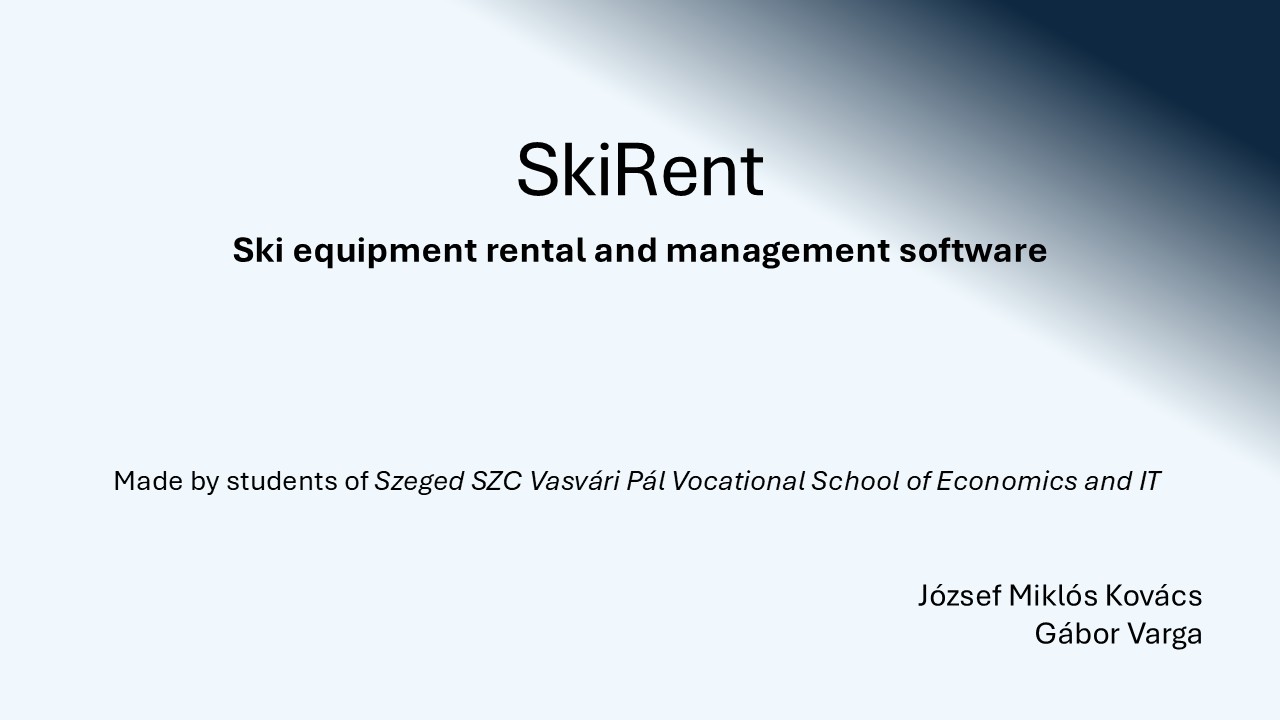 SkiRent
Ski equipment rental and management software
Made by students of Szeged SZC Vasvári Pál Vocational School of Economics and IT
József Miklós Kovács
Gábor Varga